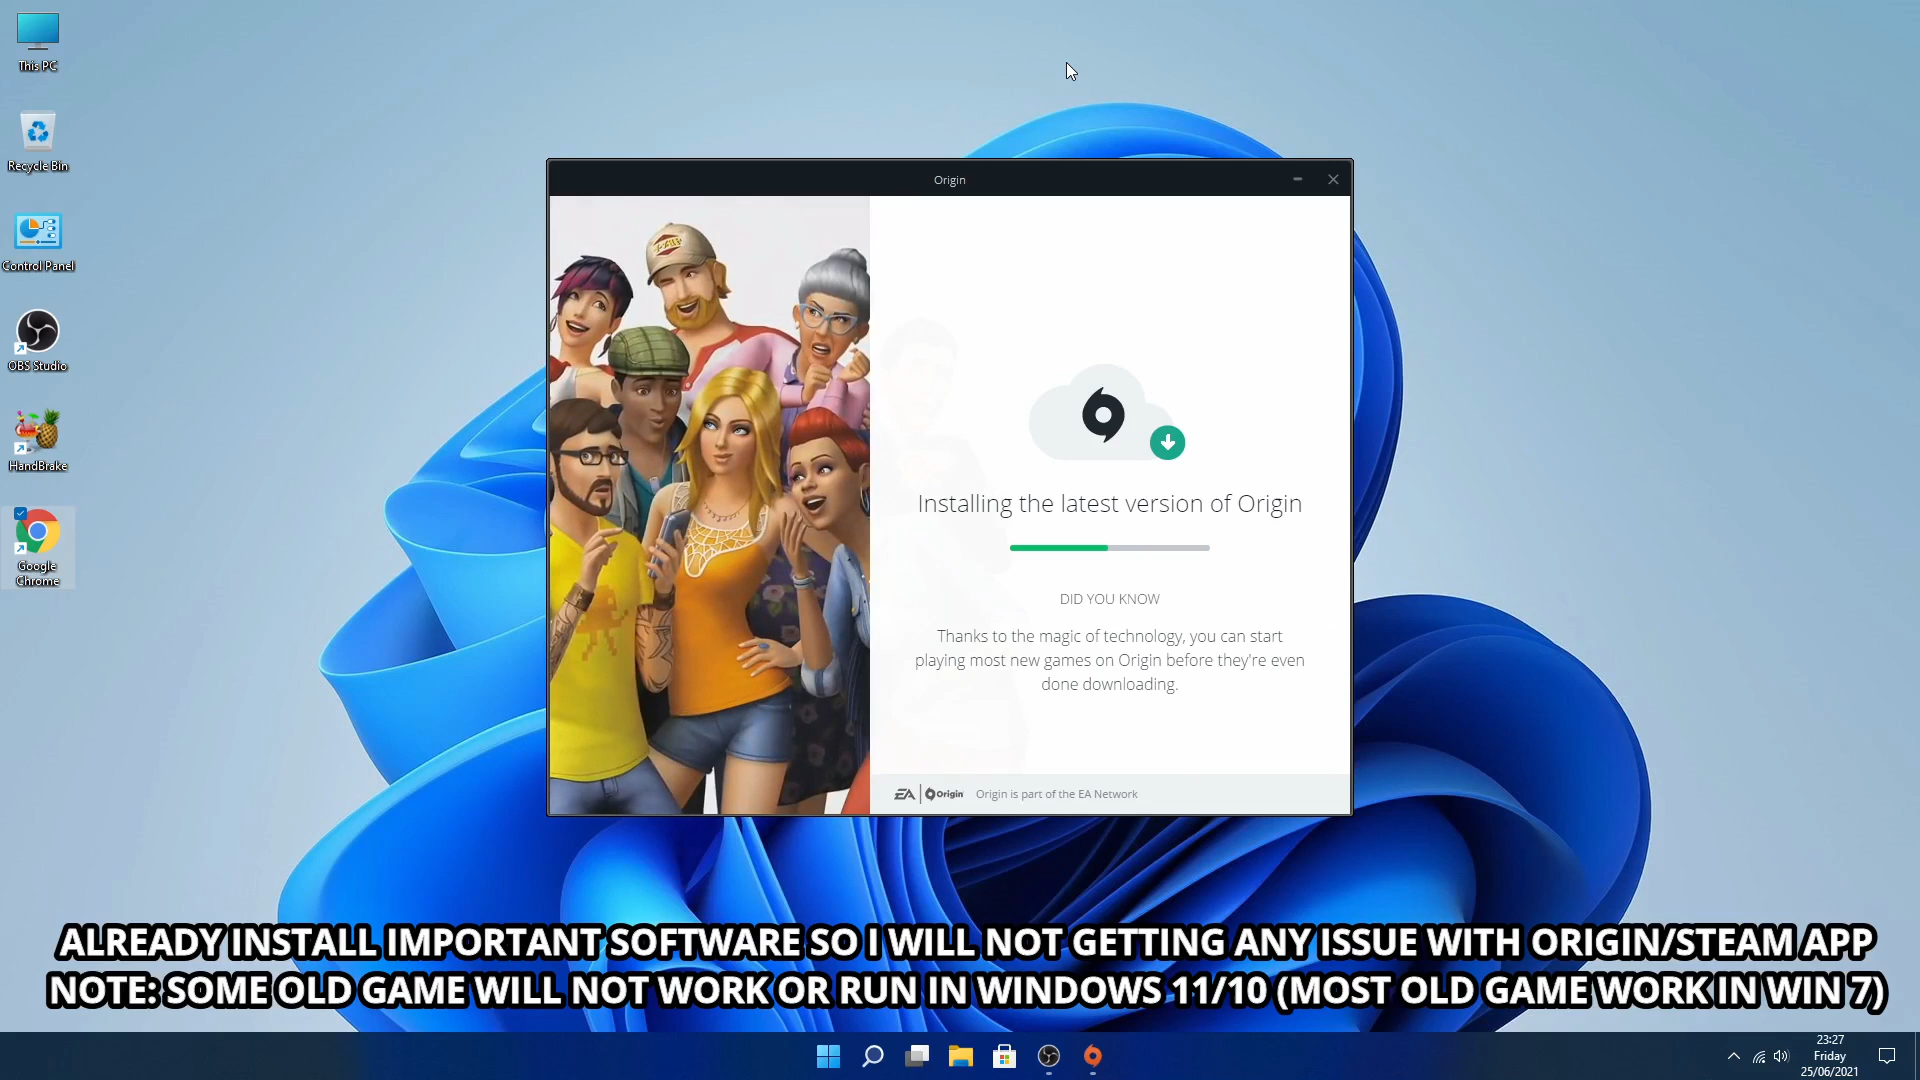 This PC
Recycle Bin
Control Panel
OBS Studio
HandBrake
Google
Chrome
Origin
Installing the latest version of Origin
DID YOU KNOW
Thanks to the magic of technology, you can start
playing most new games on Origin before they're even
done downloading.
EA Origin Origin is part of the EA Network
ALREADY INSTALL IMPORTANT SOFTWARE SO I WILL NOT GETTING ANY ISSUE WITH ORIGIN/STEAM APP
NOTE: SOME OLD GAME WILL NOT WORK OR RUN IN WINDOWS 11/10 (MOST OLD GAME WORK IN WIN 7)
23:27
Friday
25/06/2021